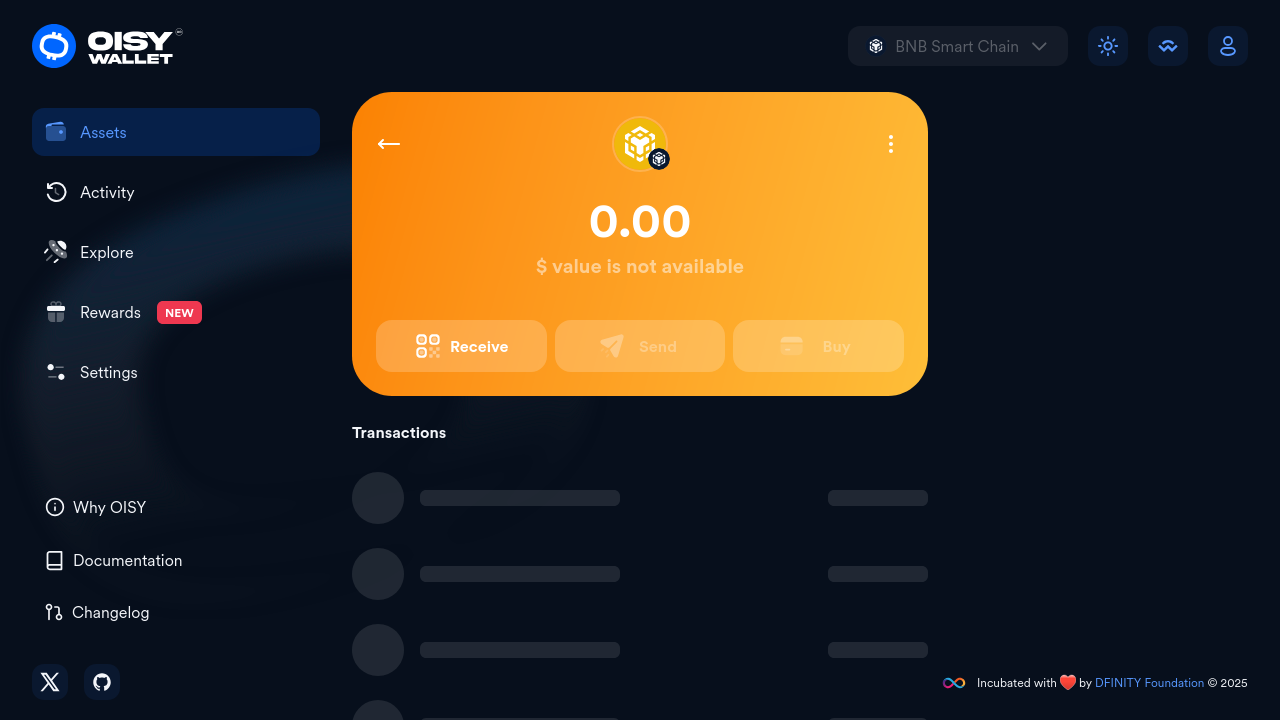 OISY
WALLET
BNB Smart Chain
Assets
Activity
Explore
Rewards NEW
Settings
Why OISY
Documentation
Changelog
0.00
$ value is not available
Receive
Send
Buy
Transactions
Incubated with ❤️ by DFINITY Foundation © 2025